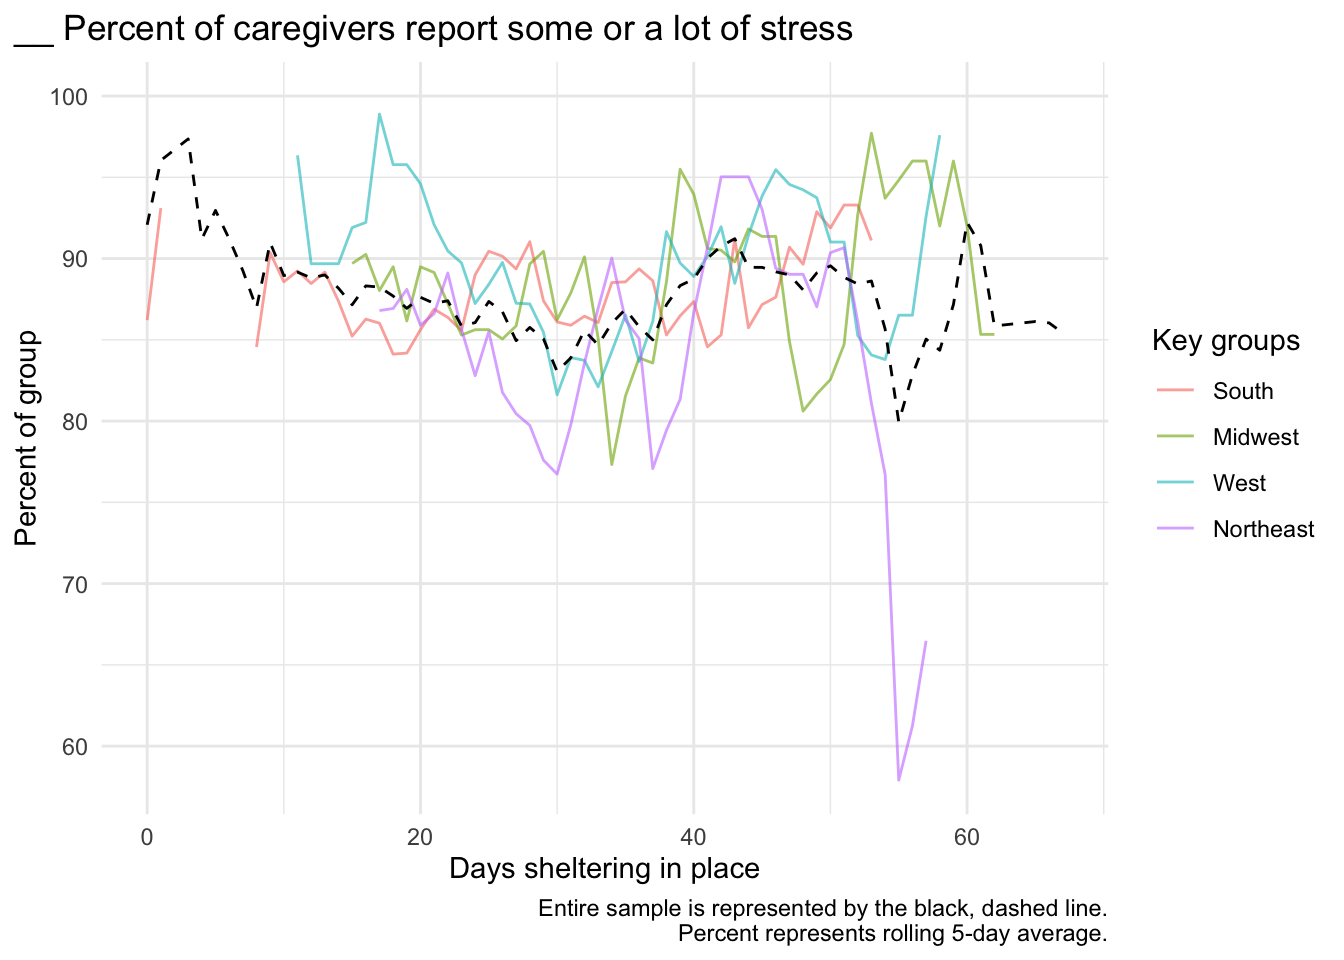 __ Percent of caregivers report some or a lot of stress
100
90
80
70
60
Percent of group
0
20
40
60
Days sheltering in place
Key groups
South
Midwest
West
Northeast
Entire sample is represented by the black, dashed line.
Percent represents rolling 5-day average.